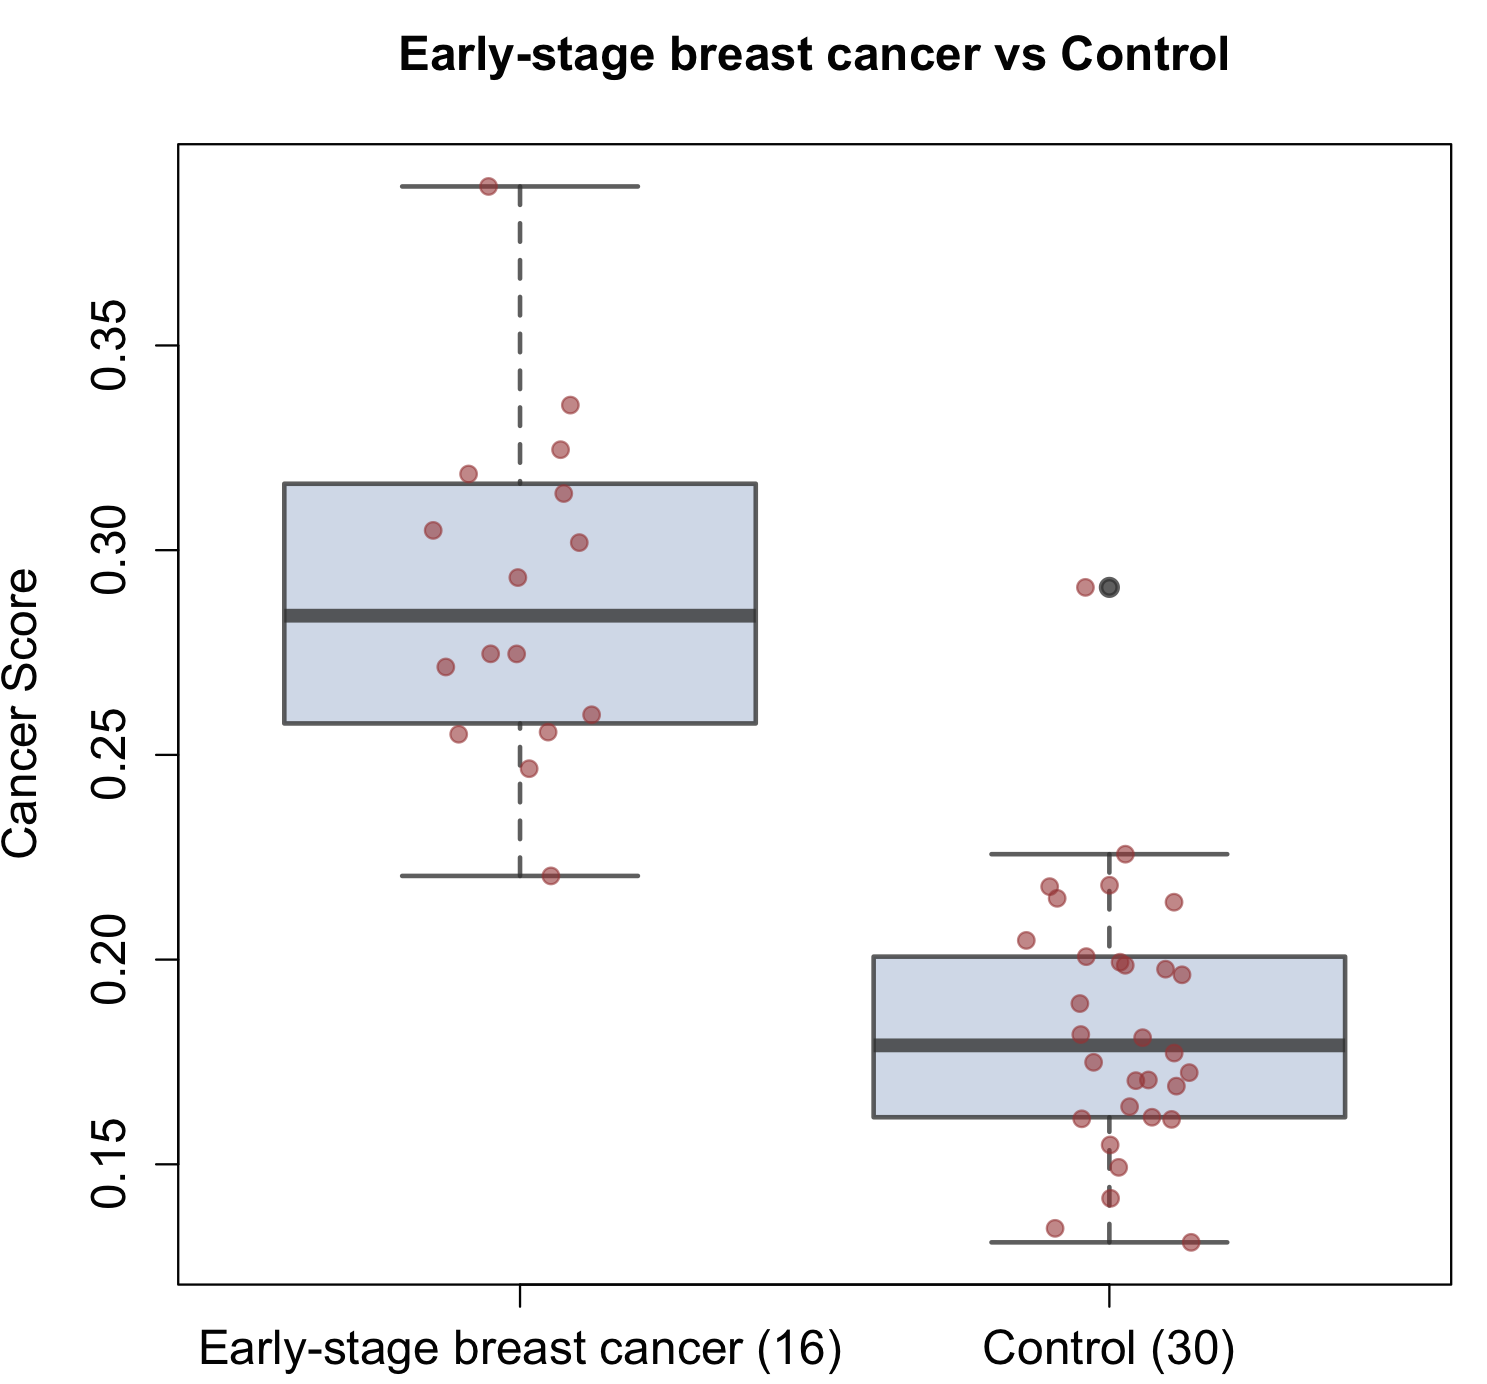 Early-stage breast cancer vs Control
Cancer Score
0.35
0.30
0.25
0.20
0.15
Early-stage breast cancer (16)
Control (30)